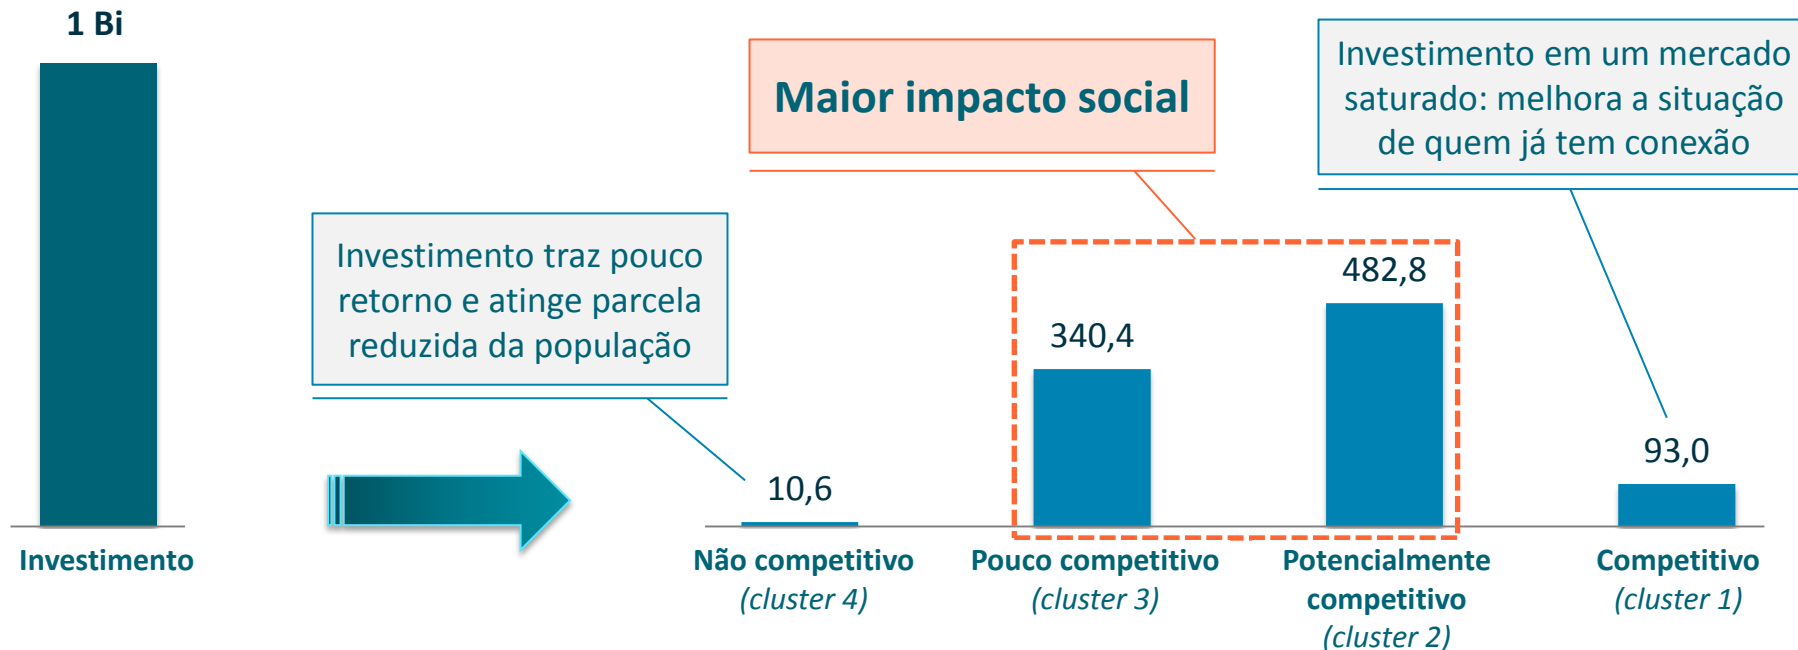 1 Bi
Investimento
Investimento traz pouco
retorno e atinge parcela
reduzida da população
Maior impacto social
Investimento em um mercado
saturado: melhora a situação
de quem já tem conexão
10,6
340,4
482,8
93,0
Não competitivo
(cluster 4)
Pouco competitivo
(cluster 3)
Potencialmente
competitivo
(cluster 2)
Competitivo
(cluster 1)